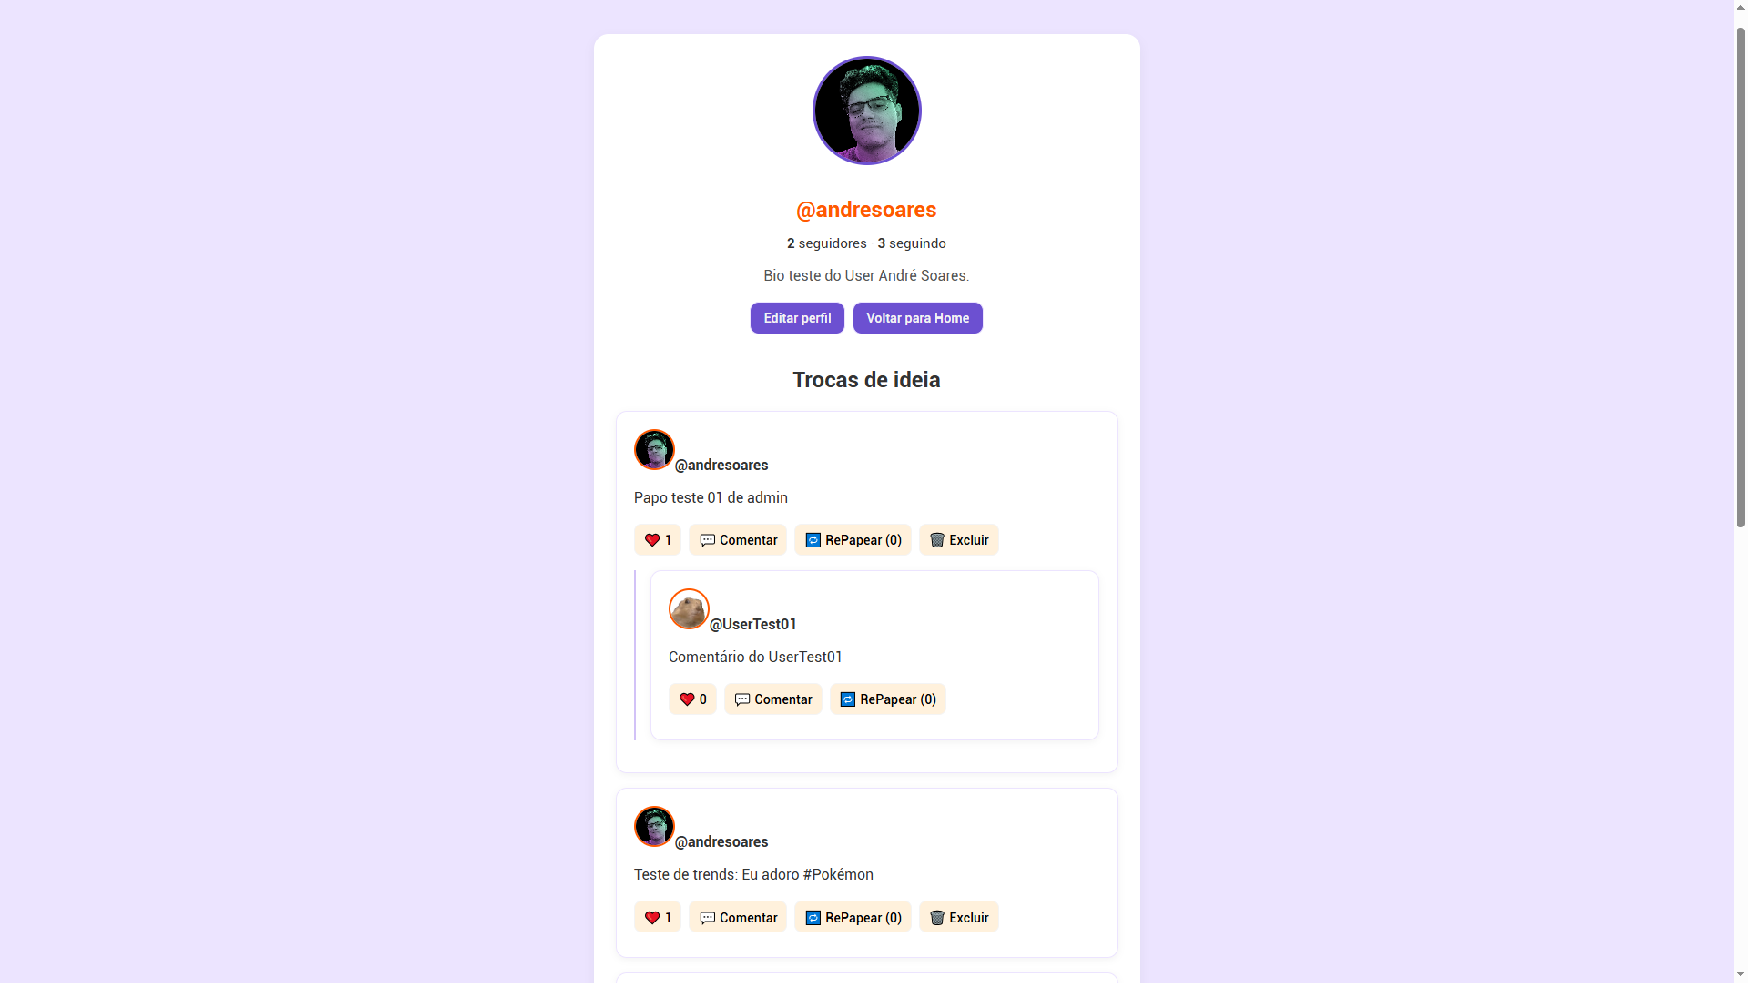 @andresoares
2 seguidores 3 seguindo
Bio teste do User André Soares.
Editar perfil Voltar para Home
Trocas de ideia
@andresoares
Papo teste 01 de admin
❤️ 1 💬 Comentar 🔁 RePapear (0) 🗑️ Excluir
@UserTest01
Comentário do UserTest01
❤️ 0 💬 Comentar 🔁 RePapear (0)
@andresoares
Teste de trends: Eu adoro #Pokémon
❤️ 1 💬 Comentar 🔁 RePapear (0) 🗑️ Excluir